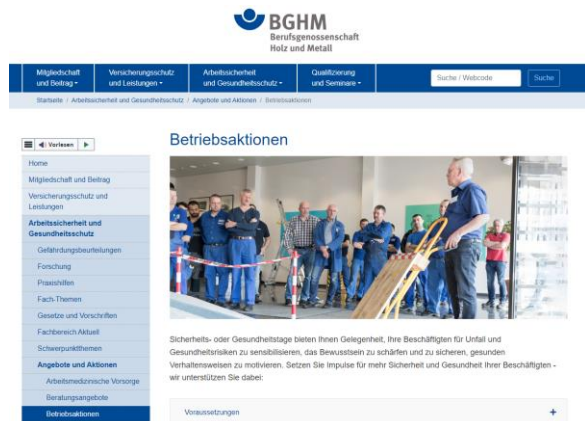 BGHM
Berufsgenossenschaft
Holz und Metall
Mitgliedschaft
und Beitrag
Versicherungsschutz
und Leistungen
Arbeitssicherheit
und Gesundheitsschutz
Qualifizierung
und Seminare
Suche / Webcode
Suche
Startseite / Arbeitssicherheit und Gesundheitsschutz / Angebote und Aktionen / Betriebsaktionen
Vorlesen
Betriebsaktionen
Home
Mitgliedschaft und Beitrag
Versicherungsschutz und
Leistungen
Arbeitssicherheit und
Gesundheitsschutz
Gefährdungsbeurteilungen
Forschung
Praxishilfen
Fach-Themen
Gesetze und Vorschriften
Fachbereich Aktuell
Schwerpunktthemen
Angebote und Aktionen
Arbeitsmedizinische Vorsorge
Beratungsangebote
Betriebsaktionen
Sicherheits- oder Gesundheitstage bieten Ihnen Gelegenheit, Ihre Beschäftigten für Unfall und
Gesundheitsrisiken zu sensibilisieren, das Bewusstsein zu schärfen und zu sicheren, gesunden
Verhaltensweisen zu motivieren. Setzen Sie Impulse für mehr Sicherheit und Gesundheit Ihrer Beschäftigten -
wir unterstützen Sie dabei:
Voraussetzungen +